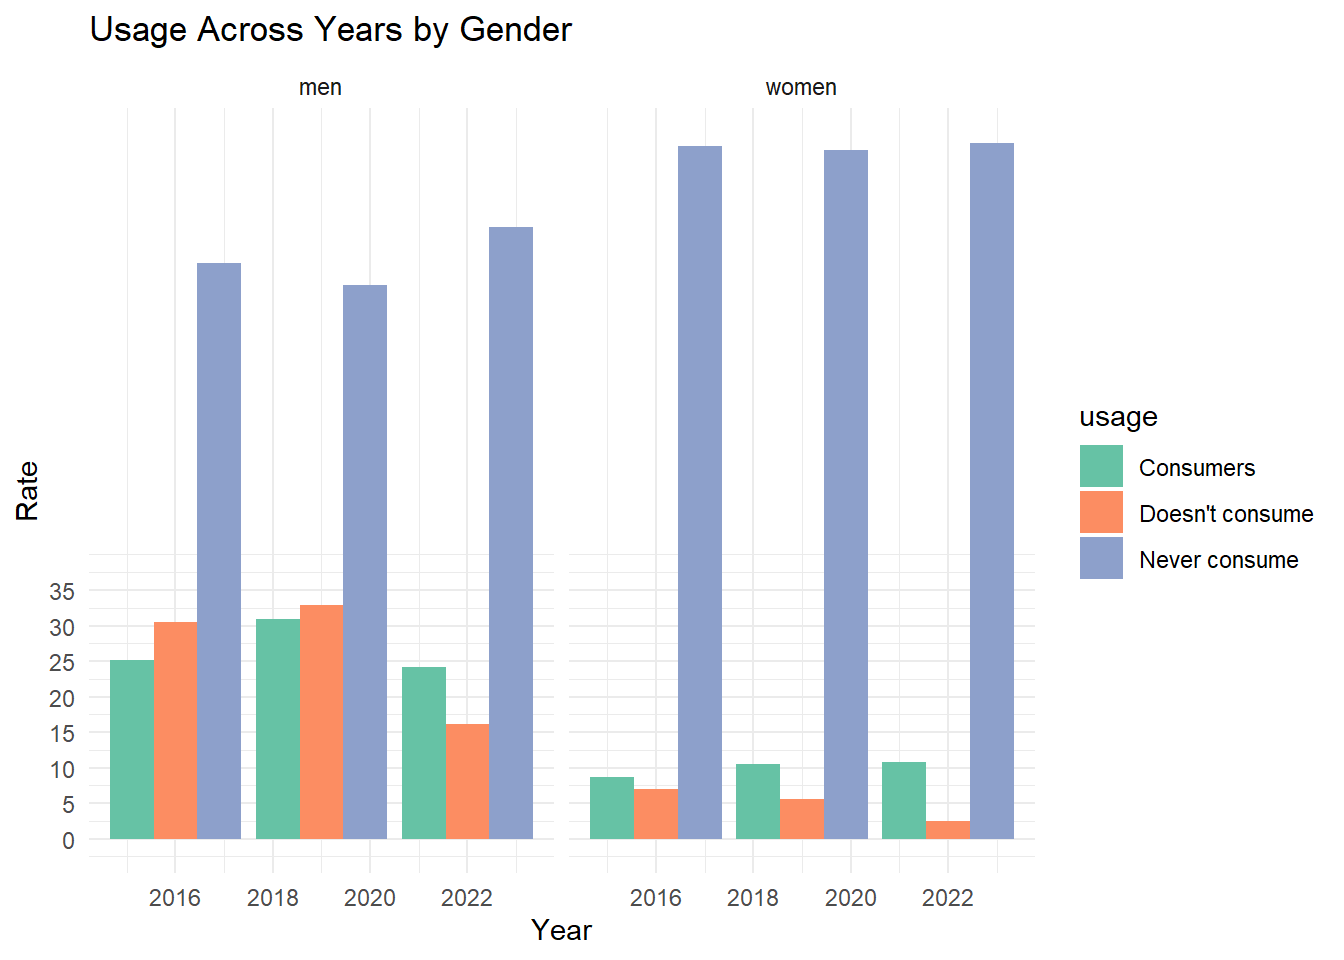 Usage Across Years by Gender
men
women
Rate
35
30
25
20
15
10
5
0
2016 2018 2020 2022
2016 2018 2020 2022
Year
usage
Consumers
Doesn't consume
Never consume